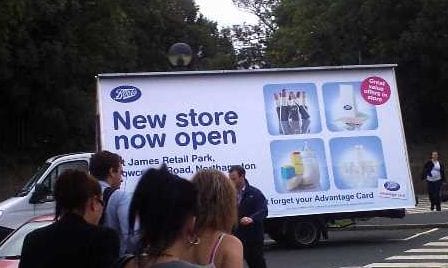 Boots
New store
now open
James Retail Park,
Road, Northampton
Great
value
offers in
store
forget your Advantage Card
Boots